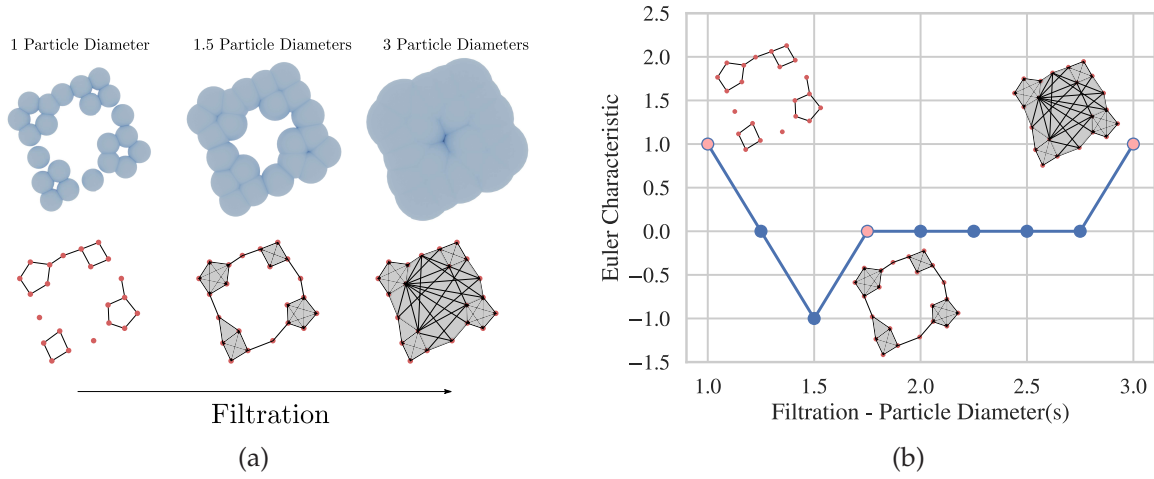 1 Particle Diameter
1.5 Particle Diameters
3 Particle Diameters
Filtration
(a)
Euler Characteristic
2.5
2.0
1.5
1.0
0.5
0.0
−0.5
−1.0
−1.5
1.0
1.5
2.0
2.5
3.0
Filtration - Particle Diameter(s)
(b)